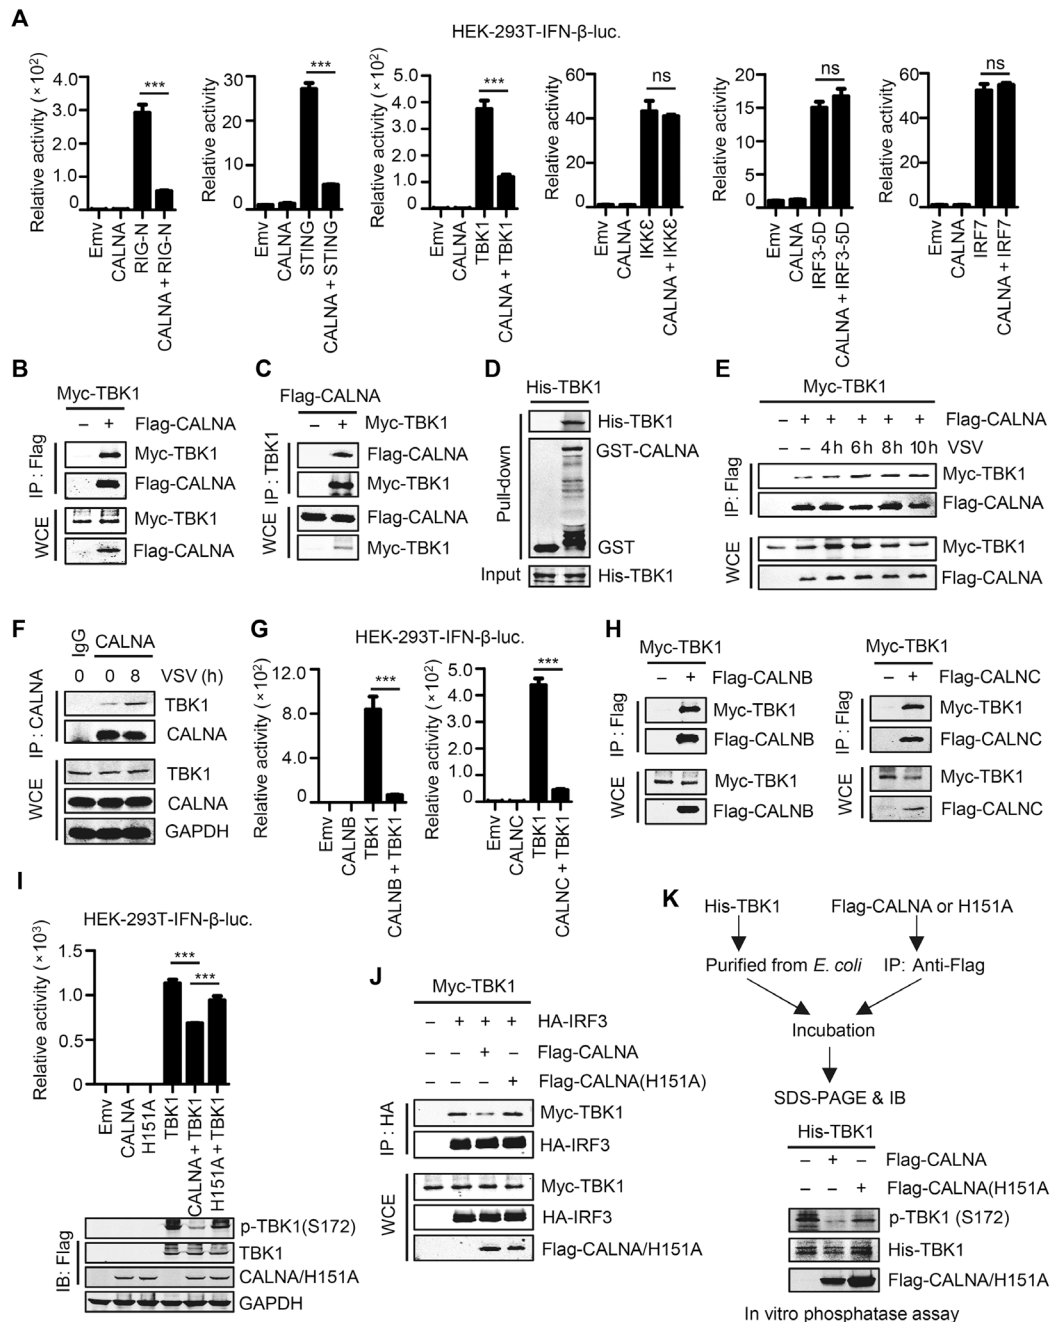 A
HEK-293T-IFN-β-luc.
Relative activity (×10²)
4.0
3.0
2.0
1.0
0
***
Emv
CALNA
RIG-N
CALNA + RIG-N
Relative activity
30
20
10
0
***
Emv
CALNA
STING
CALNA + STING
Relative activity (×10²)
5.0
4.0
3.0
2.0
1.0
0
***
Emv
CALNA
TBK1
CALNA + TBK1
Relative activity
60
40
20
0
ns
Emv
CALNA
IKKε
CALNA + IKKε
Relative activity
20
15
10
5
0
ns
Emv
CALNA
IRF3-5D
CALNA + IRF3-5D
Relative activity
60
40
20
0
ns
Emv
CALNA
IRF7
CALNA + IRF7
B
Myc-TBK1
– + Flag-CALNA
IP : Flag
Myc-TBK1
Flag-CALNA
WCE
Myc-TBK1
Flag-CALNA
C
Flag-CALNA
– + Myc-TBK1
IP : TBK1
Flag-CALNA
Myc-TBK1
WCE
Flag-CALNA
Myc-TBK1
D
His-TBK1
Pull-down
His-TBK1
GST-CALNA
GST
Input
His-TBK1
E
Myc-TBK1
– + + + + + Flag-CALNA
– – 4h 6h 8h 10h VSV
IP: Flag
Myc-TBK1
Flag-CALNA
WCE
Myc-TBK1
Flag-CALNA
F
IgG
CALNA
0 0 8 VSV (h)
IP : CALNA
TBK1
CALNA
WCE
TBK1
CALNA
GAPDH
G
HEK-293T-IFN-β-luc.
Relative activity (×10²)
12.0
8.0
4.0
0
***
Emv
CALNB
TBK1
CALNB + TBK1
Relative activity (×10²)
5.0
4.0
3.0
2.0
1.0
0
***
Emv
CALNC
TBK1
CALNC + TBK1
H
Myc-TBK1
– + Flag-CALNB
IP : Flag
Myc-TBK1
Flag-CALNB
WCE
Myc-TBK1
Flag-CALNB
Myc-TBK1
– + Flag-CALNC
IP : Flag
Myc-TBK1
Flag-CALNC
WCE
Myc-TBK1
Flag-CALNC
I
HEK-293T-IFN-β-luc.
Relative activity (×10³)
1.5
1.0
0.5
0
***
***
Emv
CALNA
H151A
TBK1
CALNA + TBK1
H151A + TBK1
IB: Flag
p-TBK1(S172)
TBK1
CALNA/H151A
GAPDH
J
Myc-TBK1
– + + + HA-IRF3
– – + – Flag-CALNA
– – – + Flag-CALNA(H151A)
IP : HA
Myc-TBK1
HA-IRF3
WCE
Myc-TBK1
HA-IRF3
Flag-CALNA/H151A
K
His-TBK1
Flag-CALNA or H151A
Purified from E. coli
IP: Anti-Flag
Incubation
SDS-PAGE & IB
His-TBK1
– + – Flag-CALNA
– – + Flag-CALNA(H151A
p-TBK1 (S172)
His-TBK1
Flag-CALNA/H151A
In vitro phosphatase assay